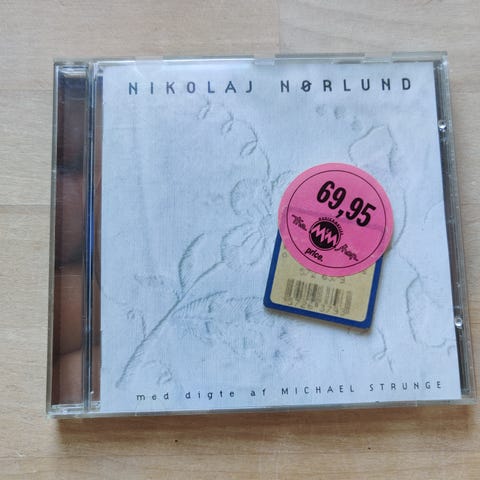 NIKOLAJ NØRLUND
69,95
price.
med digte af MICHAEL STRUNGE